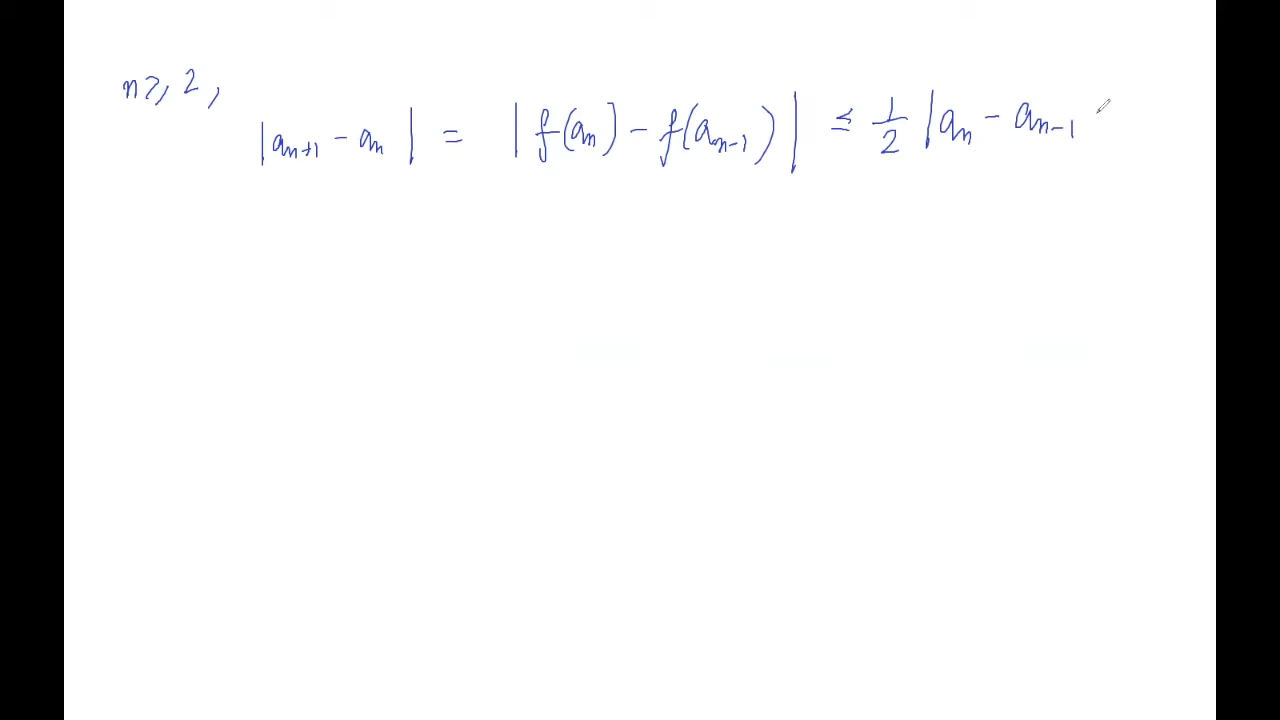 n ≥, 2,
|aₙ₊₁ − aₙ| = |f(aₙ) − f(aₙ₋₁)| ≤ 1/2 |aₙ − aₙ₋₁